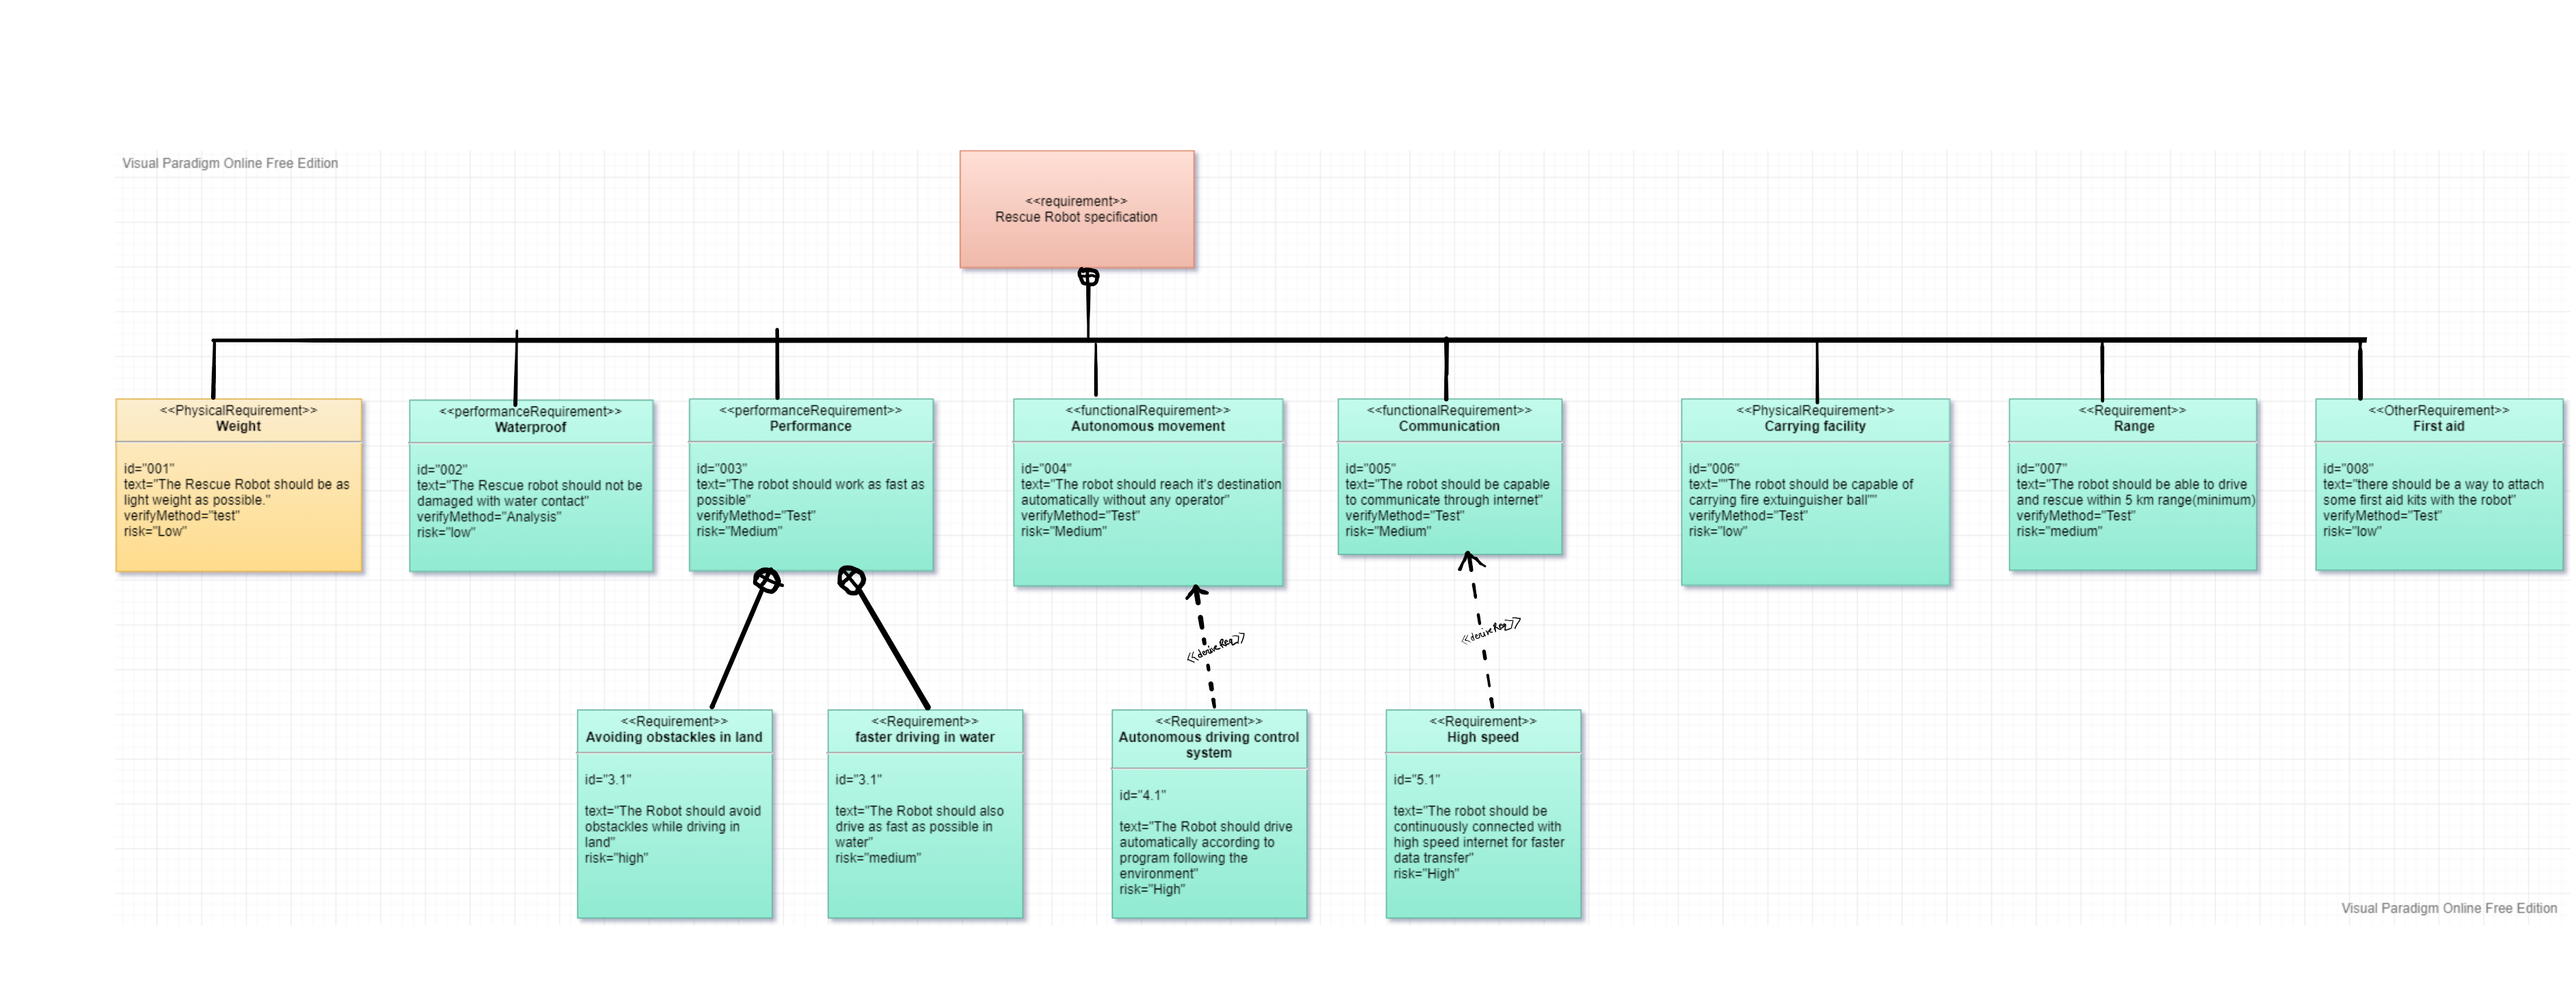 Visual Paradigm Online Free Edition
<<requirement>>
Rescue Robot specification
<<PhysicalRequirement>>
Weight
id="001"
text="The Rescue Robot should be as
light weight as possible."
verifyMethod="test"
risk="Low"
<<performanceRequirement>>
Waterproof
id="002"
text="The Rescue robot should not be
damaged with water contact"
verifyMethod="Analysis"
risk="low"
<<performanceRequirement>>
Performance
id="003"
text="The robot should work as fast as
possible"
verifyMethod="Test"
risk="Medium"
<<functionalRequirement>>
Autonomous movement
id="004"
text="The robot should reach it's destination
automatically without any operator"
verifyMethod="Test"
risk="Medium"
<<functionalRequirement>>
Communication
id="005"
text="The robot should be capable
to communicate through internet"
verifyMethod="Test"
risk="Medium"
<<PhysicalRequirement>>
Carrying facility
id="006"
text=""The robot should be capable of
carrying fire extuinguisher ball""
verifyMethod="Test"
risk="low"
<<Requirement>>
Range
id="007"
text="The robot should be able to drive
and rescue within 5 km range(minimum)
verifyMethod="Test"
risk="medium"
<<OtherRequirement>>
First aid
id="008"
text="there should be a way to attach
some first aid kits with the robot"
verifyMethod="Test"
risk="low"
<<deriveReq>>
<<deriveReq>>
<<Requirement>>
Avoiding obstackles in land
id="3.1"
text="The Robot should avoid
obstackles while driving in
land"
risk="high"
<<Requirement>>
faster driving in water
id="3.1"
text="The Robot should also
drive as fast as possible in
water"
risk="medium"
<<Requirement>>
Autonomous driving control
system
id="4.1"
text="The Robot should drive
automatically according to
program following the
environment"
risk="High"
<<Requirement>>
High speed
id="5.1"
text="The robot should be
continuously connected with
high speed internet for faster
data transfer"
risk="High"
Visual Paradigm Online Free Edition